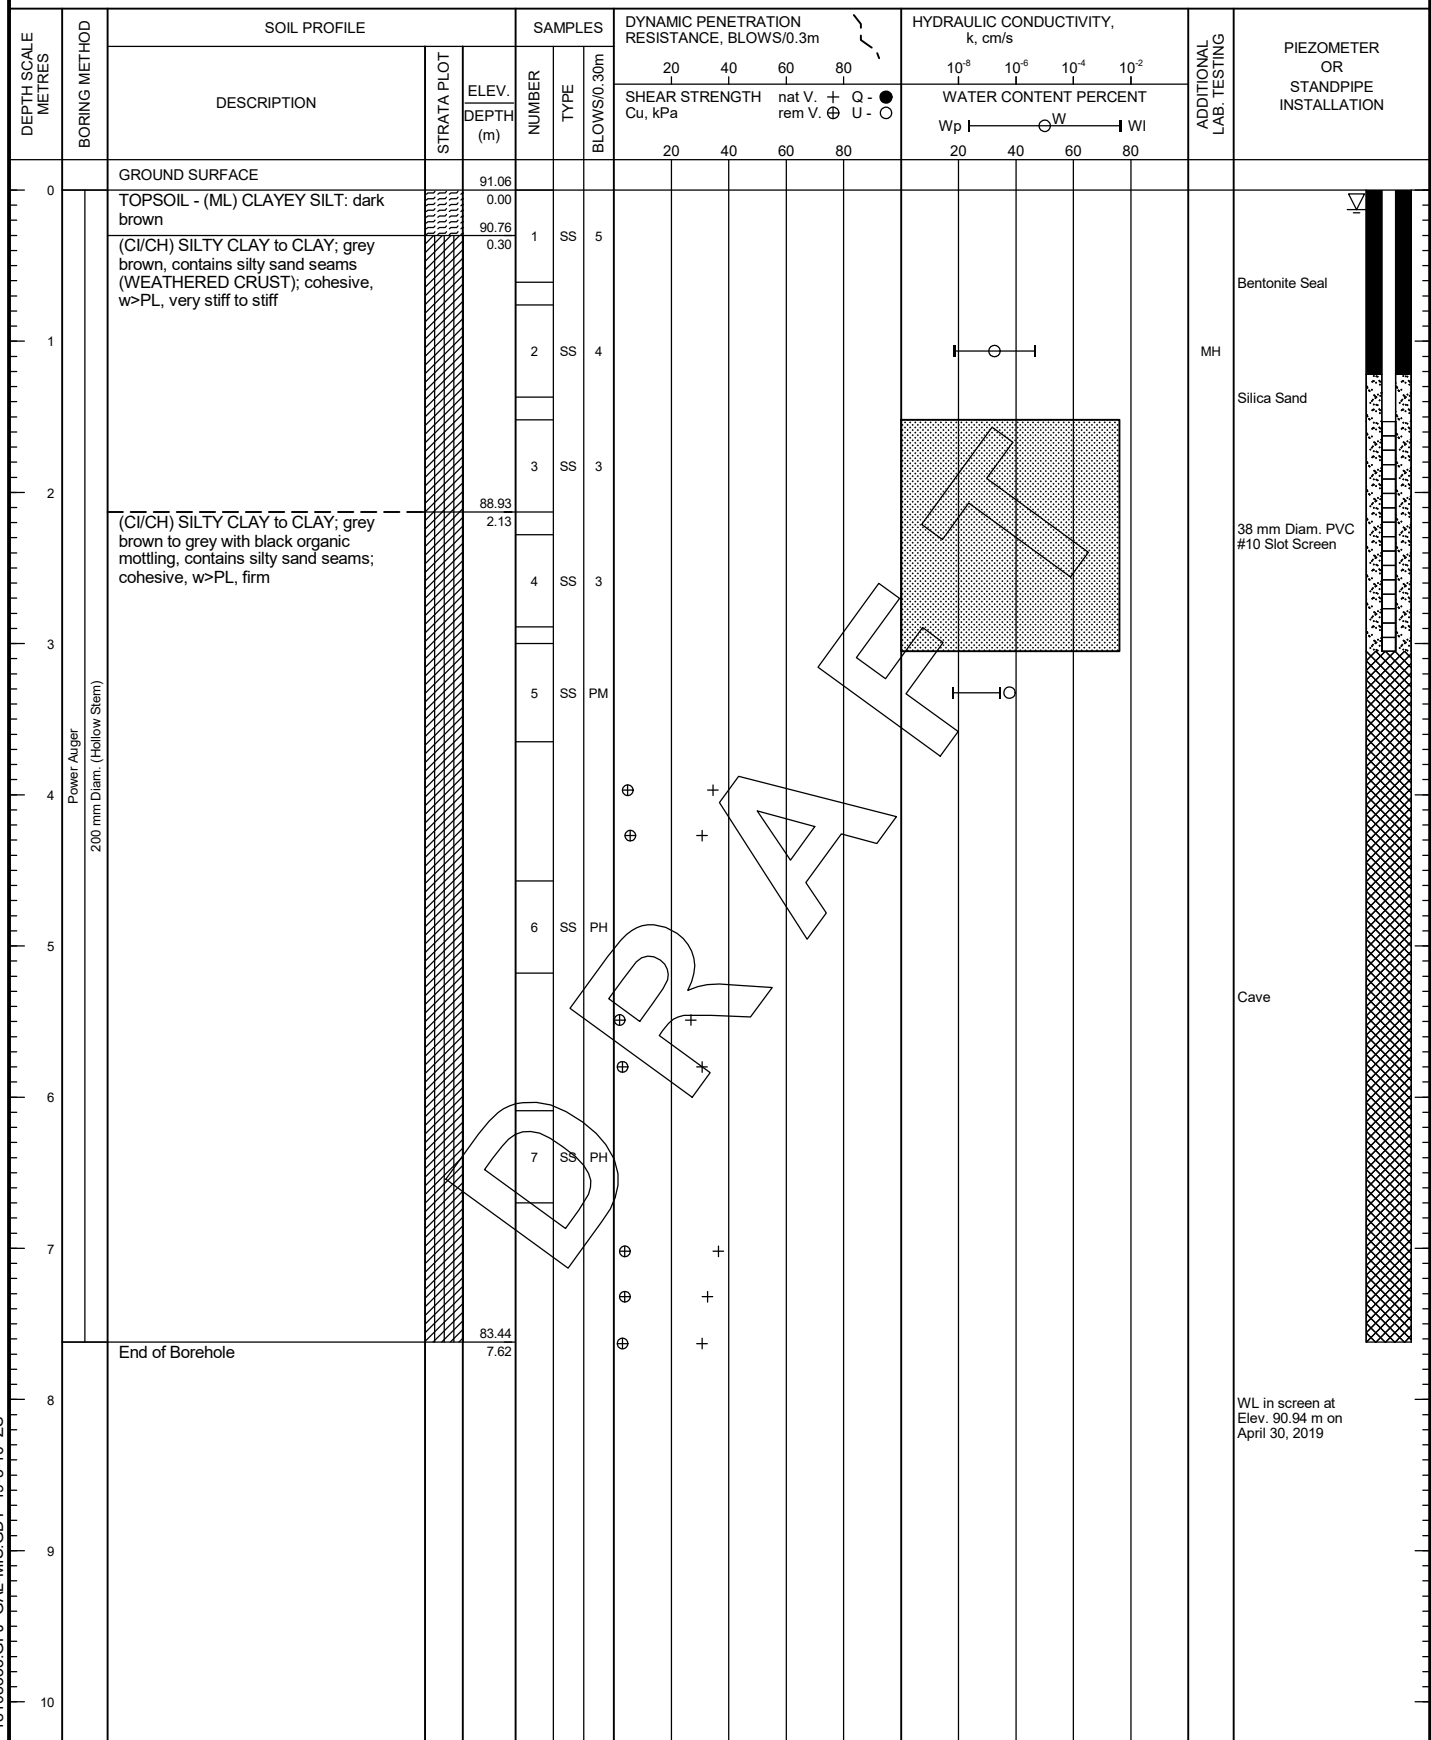 DEPTH SCALE
METRES
BORING METHOD
SOIL PROFILE
DESCRIPTION
STRATA PLOT
ELEV.
DEPTH
(m)
SAMPLES
NUMBER
TYPE
BLOWS/0.30m
DYNAMIC PENETRATION
RESISTANCE, BLOWS/0.3m
20 40 60 80
SHEAR STRENGTH nat V. + Q - ●
Cu, kPa rem V. ⊕ U - ○
20 40 60 80
HYDRAULIC CONDUCTIVITY,
k, cm/s
10-8 10-6 10-4 10-2
WATER CONTENT PERCENT
Wp W Wl
20 40 60 80
ADDITIONAL
LAB. TESTING
PIEZOMETER
OR
STANDPIPE
INSTALLATION
GROUND SURFACE 91.06
0
TOPSOIL - (ML) CLAYEY SILT: dark
brown
0.00
90.76
(CI/CH) SILTY CLAY to CLAY; grey
brown, contains silty sand seams
(WEATHERED CRUST); cohesive,
w>PL, very stiff to stiff
0.30
1 SS 5
Bentonite Seal
1
2 SS 4
MH
Silica Sand
3 SS 3
2
88.93
(CI/CH) SILTY CLAY to CLAY; grey
brown to grey with black organic
mottling, contains silty sand seams;
cohesive, w>PL, firm
2.13
38 mm Diam. PVC
#10 Slot Screen
4 SS 3
3
5 SS PM
Power Auger
200 mm Diam. (Hollow Stem)
4
6 SS PH
5
Cave
6
7 SS PH
7
83.44
End of Borehole 7.62
8
WL in screen at
Elev. 90.94 m on
April 30, 2019
9
10
DRAFT